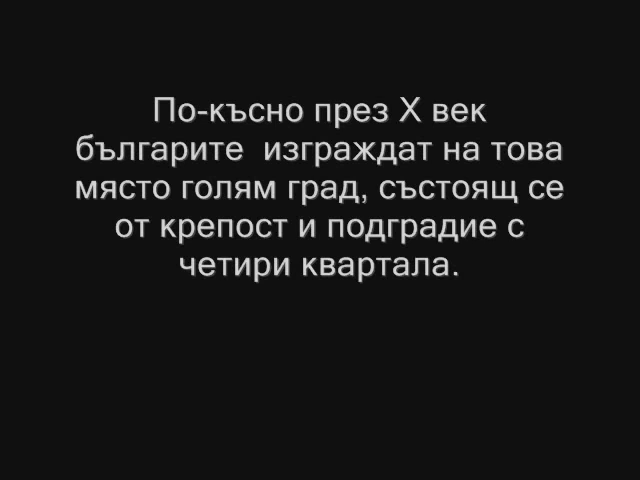 По-късно през X век
българите  изграждат на това
място голям град, състоящ се
от крепост и подградие с
четири квартала.